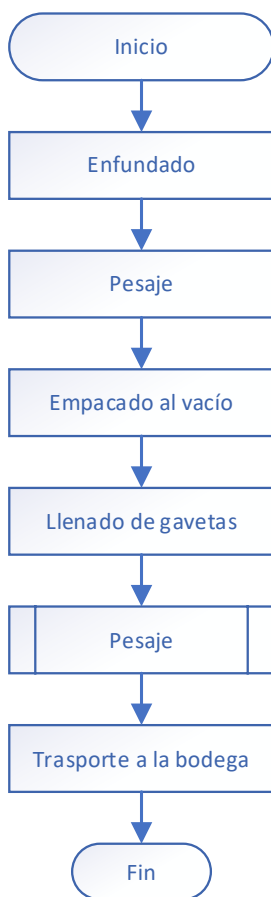 Inicio
Enfundado
Pesaje
Empacado al vacío
Llenado de gavetas
Pesaje
Trasporte a la bodega
Fin